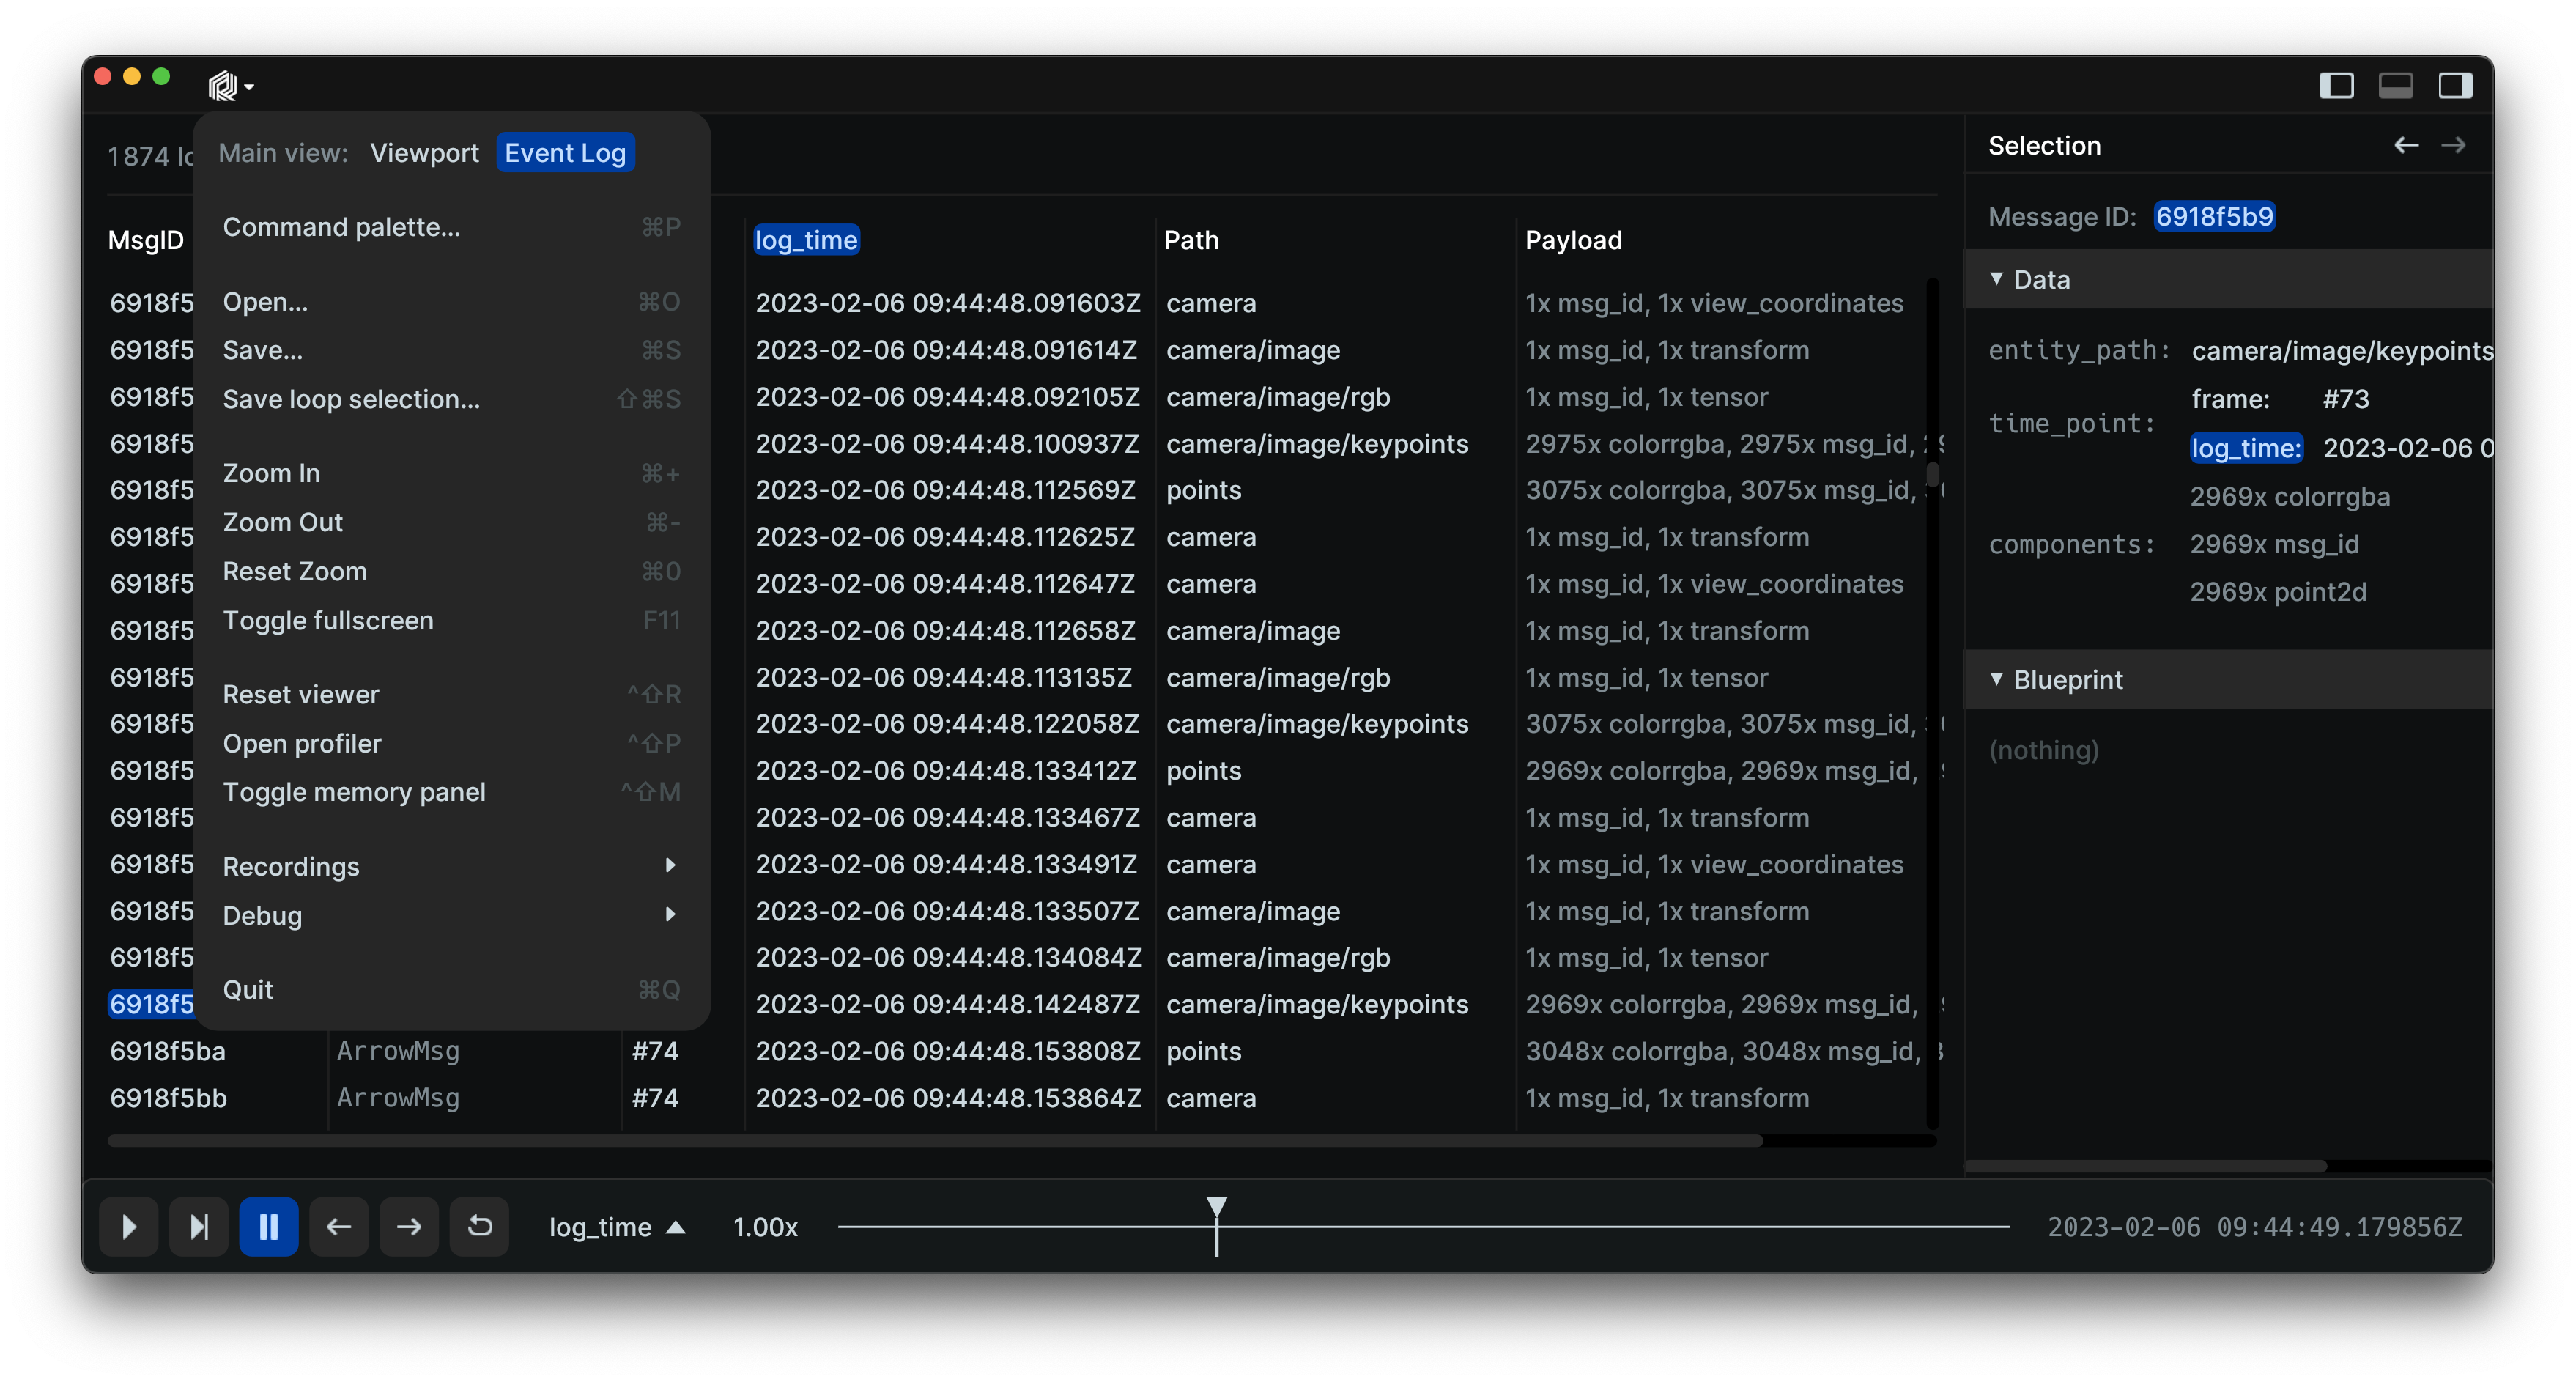 Main view: Viewport Event Log
Command palette... ⌘P
Open... ⌘O
Save... ⌘S
Save loop selection... ⇧⌘S
Zoom In ⌘+
Zoom Out ⌘-
Reset Zoom ⌘0
Toggle fullscreen F11
Reset viewer ^⇧R
Open profiler ^⇧P
Toggle memory panel ^⇧M
Recordings
Debug
Quit ⌘Q
1874
MsgID log_time Path Payload
6918f5 2023-02-06 09:44:48.091603Z camera 1x msg_id, 1x view_coordinates
6918f5 2023-02-06 09:44:48.091614Z camera/image 1x msg_id, 1x transform
6918f5 2023-02-06 09:44:48.092105Z camera/image/rgb 1x msg_id, 1x tensor
6918f5 2023-02-06 09:44:48.100937Z camera/image/keypoints 2975x colorrgba, 2975x msg_id,
6918f5 2023-02-06 09:44:48.112569Z points 3075x colorrgba, 3075x msg_id,
6918f5 2023-02-06 09:44:48.112625Z camera 1x msg_id, 1x transform
6918f5 2023-02-06 09:44:48.112647Z camera 1x msg_id, 1x view_coordinates
6918f5 2023-02-06 09:44:48.112658Z camera/image 1x msg_id, 1x transform
6918f5 2023-02-06 09:44:48.113135Z camera/image/rgb 1x msg_id, 1x tensor
6918f5 2023-02-06 09:44:48.122058Z camera/image/keypoints 3075x colorrgba, 3075x msg_id,
6918f5 2023-02-06 09:44:48.133412Z points 2969x colorrgba, 2969x msg_id,
6918f5 2023-02-06 09:44:48.133467Z camera 1x msg_id, 1x transform
6918f5 2023-02-06 09:44:48.133491Z camera 1x msg_id, 1x view_coordinates
6918f5 2023-02-06 09:44:48.133507Z camera/image 1x msg_id, 1x transform
6918f5 2023-02-06 09:44:48.134084Z camera/image/rgb 1x msg_id, 1x tensor
6918f5 2023-02-06 09:44:48.142487Z camera/image/keypoints 2969x colorrgba, 2969x msg_id,
6918f5ba ArrowMsg #74 2023-02-06 09:44:48.153808Z points 3048x colorrgba, 3048x msg_id,
6918f5bb ArrowMsg #74 2023-02-06 09:44:48.153864Z camera 1x msg_id, 1x transform
Selection
Message ID: 6918f5b9
Data
entity_path: camera/image/keypoints
time_point: frame: #73
log_time: 2023-02-06 0
components: 2969x colorrgba
2969x msg_id
2969x point2d
Blueprint
(nothing)
log_time 1.00x 2023-02-06 09:44:49.179856Z